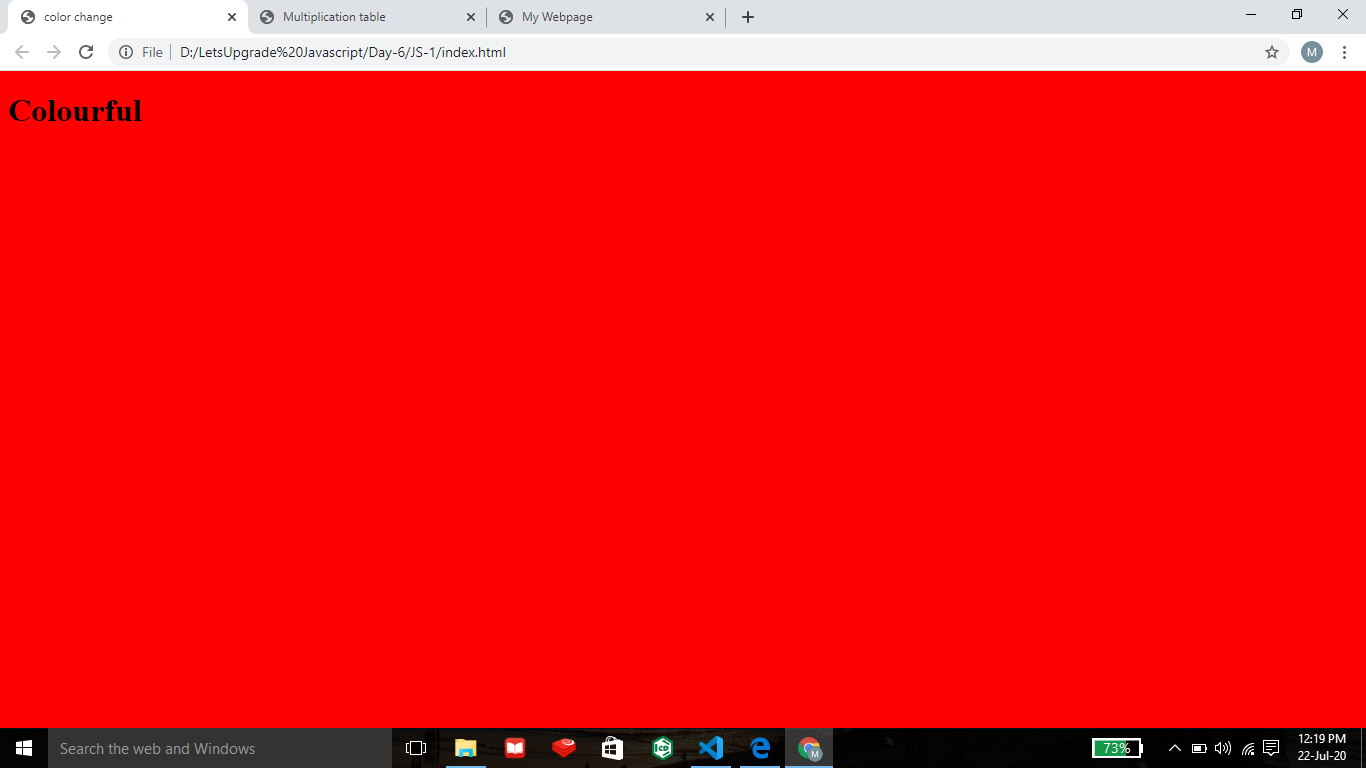 color change
Multiplication table
My Webpage
File
D:/LetsUpgrade%20Javascript/Day-6/JS-1/index.html
M
Colourful
Search the web and Windows
lcp
M
73%
12:19 PM
22-Jul-20